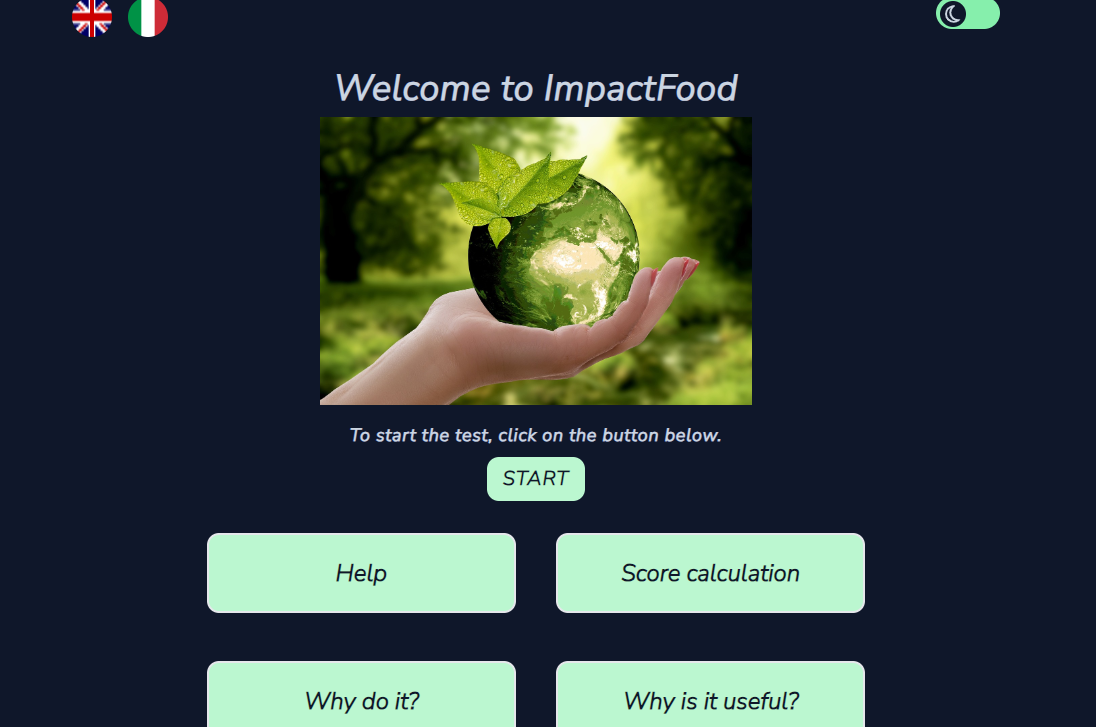 Welcome to ImpactFood
To start the test, click on the button below.
START
Help
Score calculation
Why do it?
Why is it useful?